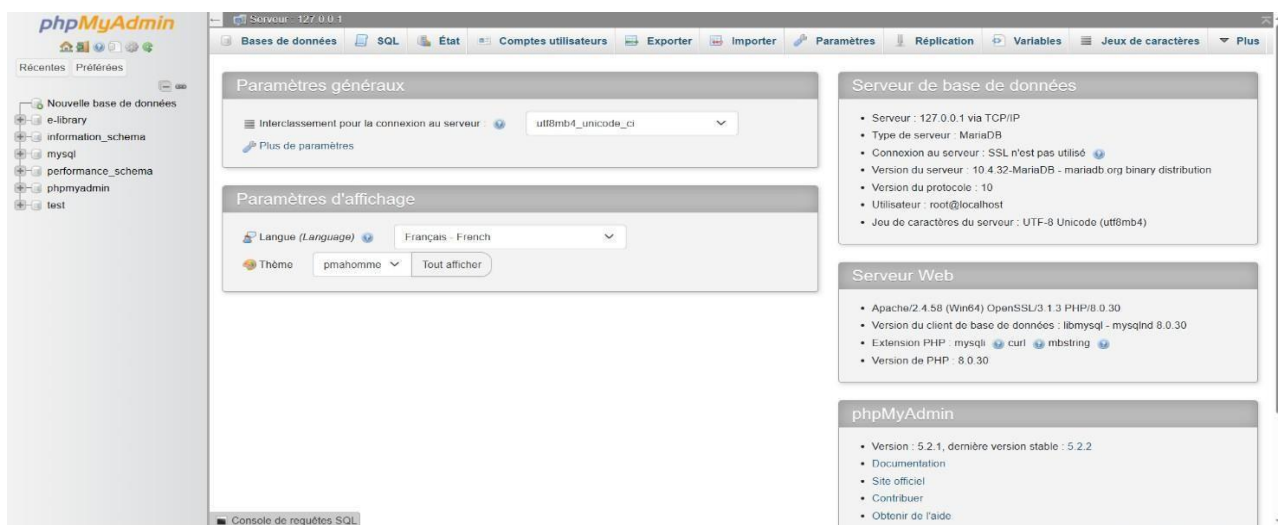 phpMyAdmin
Récentes Préférées
Nouvelle base de données
e-library
information_schema
mysql
performance_schema
phpmyadmin
test
Serveur : 127.0.0.1
Bases de données SQL État Comptes utilisateurs Exporter Importer Paramètres Réplication Variables Jeux de caractères Plus
Paramètres généraux
Interclassement pour la connexion au serveur : utf8mb4_unicode_ci
Plus de paramètres
Paramètres d'affichage
Langue (Language) Français - French
Thème pmahomme Tout afficher
Serveur de base de données
Serveur : 127.0.0.1 via TCP/IP
Type de serveur : MariaDB
Connexion au serveur : SSL n'est pas utilisé
Version du serveur : 10.4.32-MariaDB - mariadb.org binary distribution
Version du protocole : 10
Utilisateur : root@localhost
Jeu de caractères du serveur : UTF-8 Unicode (utf8mb4)
Serveur Web
Apache/2.4.58 (Win64) OpenSSL/3.1.3 PHP/8.0.30
Version du client de base de données : libmysql - mysqlnd 8.0.30
Extension PHP : mysqli curl mbstring
Version de PHP : 8.0.30
phpMyAdmin
Version : 5.2.1, dernière version stable : 5.2.2
Documentation
Site officiel
Contribuer
Obtenir de l'aide
Console de requêtes SQL